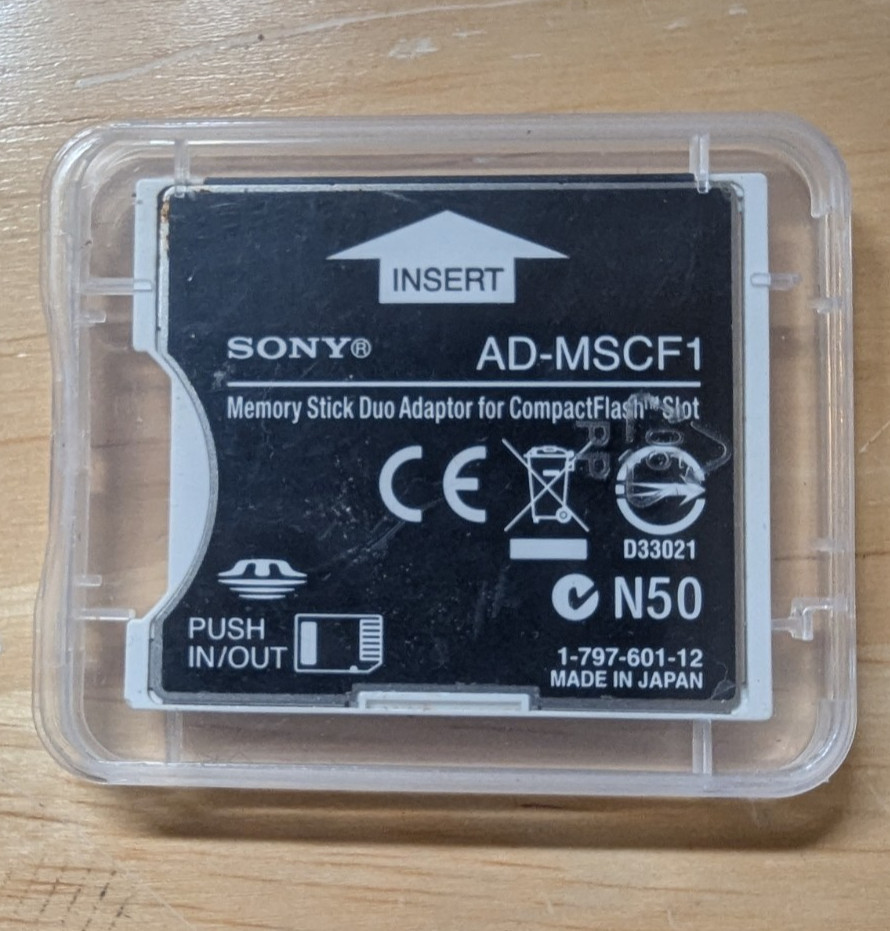 INSERT
SONY® AD-MSCF1
Memory Stick Duo Adaptor for CompactFlash™ Slot
CE
D33021
N50
PUSH
IN/OUT
1-797-601-12
MADE IN JAPAN